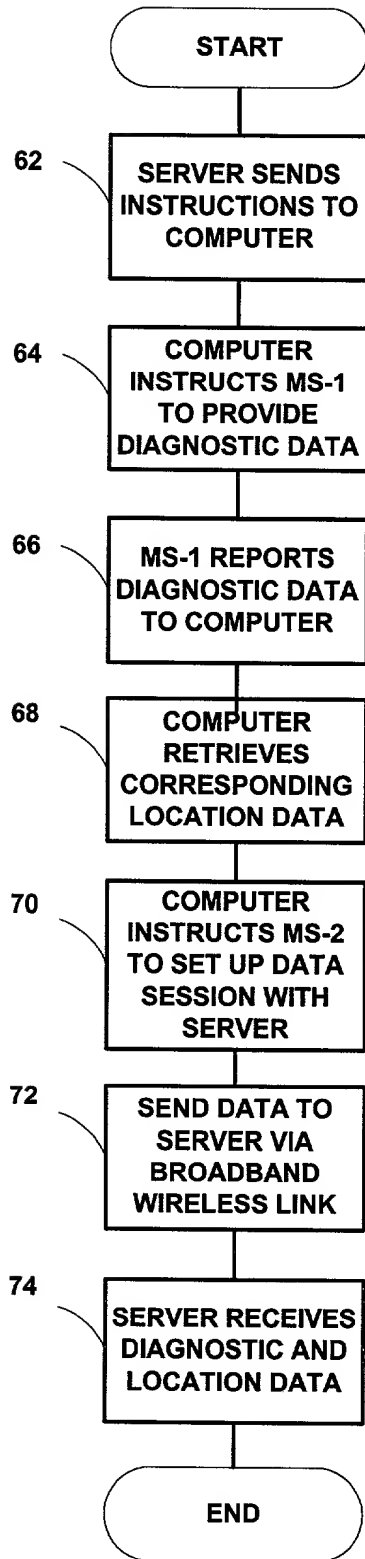 START
62
SERVER SENDS
INSTRUCTIONS TO
COMPUTER
64
COMPUTER
INSTRUCTS MS-1
TO PROVIDE
DIAGNOSTIC DATA
66
MS-1 REPORTS
DIAGNOSTIC DATA
TO COMPUTER
68
COMPUTER
RETRIEVES
CORRESPONDING
LOCATION DATA
70
COMPUTER
INSTRUCTS MS-2
TO SET UP DATA
SESSION WITH
SERVER
72
SEND DATA TO
SERVER VIA
BROADBAND
WIRELESS LINK
74
SERVER RECEIVES
DIAGNOSTIC AND
LOCATION DATA
END